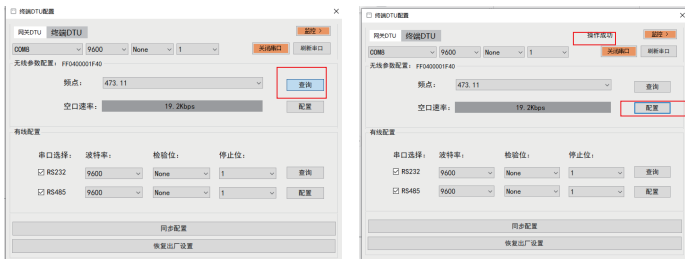 终端DTU配置
网关DTU 终端DTU 监控 >
COM8 9600 None 1 关闭串口 刷新串口
无线参数配置: FF0400001F40
频点: 473.11 查询
空口速率: 19.2Kbps 配置
有线配置
串口选择: 波特率: 检验位: 停止位:
RS232 9600 None 1 查询
RS485 9600 None 1 配置
同步配置
恢复出厂设置
终端DTU配置
网关DTU 终端DTU 操作成功 监控 >
COM8 9600 None 1 关闭串口 刷新串口
无线参数配置: FF0400001F40
频点: 473.11 查询
空口速率: 19.2Kbps 配置
有线配置
串口选择: 波特率: 检验位: 停止位:
RS232 9600 None 1 查询
RS485 9600 None 1 配置
同步配置
恢复出厂设置